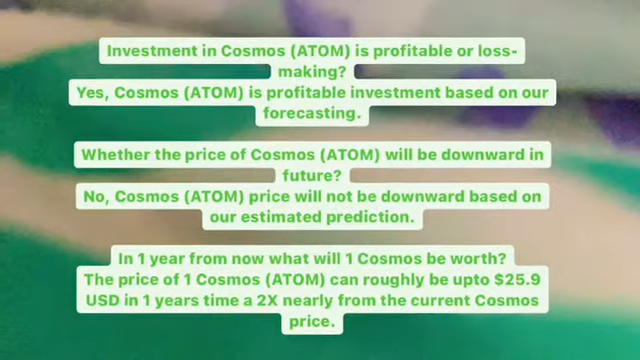 Investment in Cosmos (ATOM) is profitable or loss-
making?
Yes, Cosmos (ATOM) is profitable investment based on our
forecasting.
Whether the price of Cosmos (ATOM) will be downward in
future?
No, Cosmos (ATOM) price will not be downward based on
our estimated prediction.
In 1 year from now what will 1 Cosmos be worth?
The price of 1 Cosmos (ATOM) can roughly be upto $25.9
USD in 1 years time a 2X nearly from the current Cosmos
price.